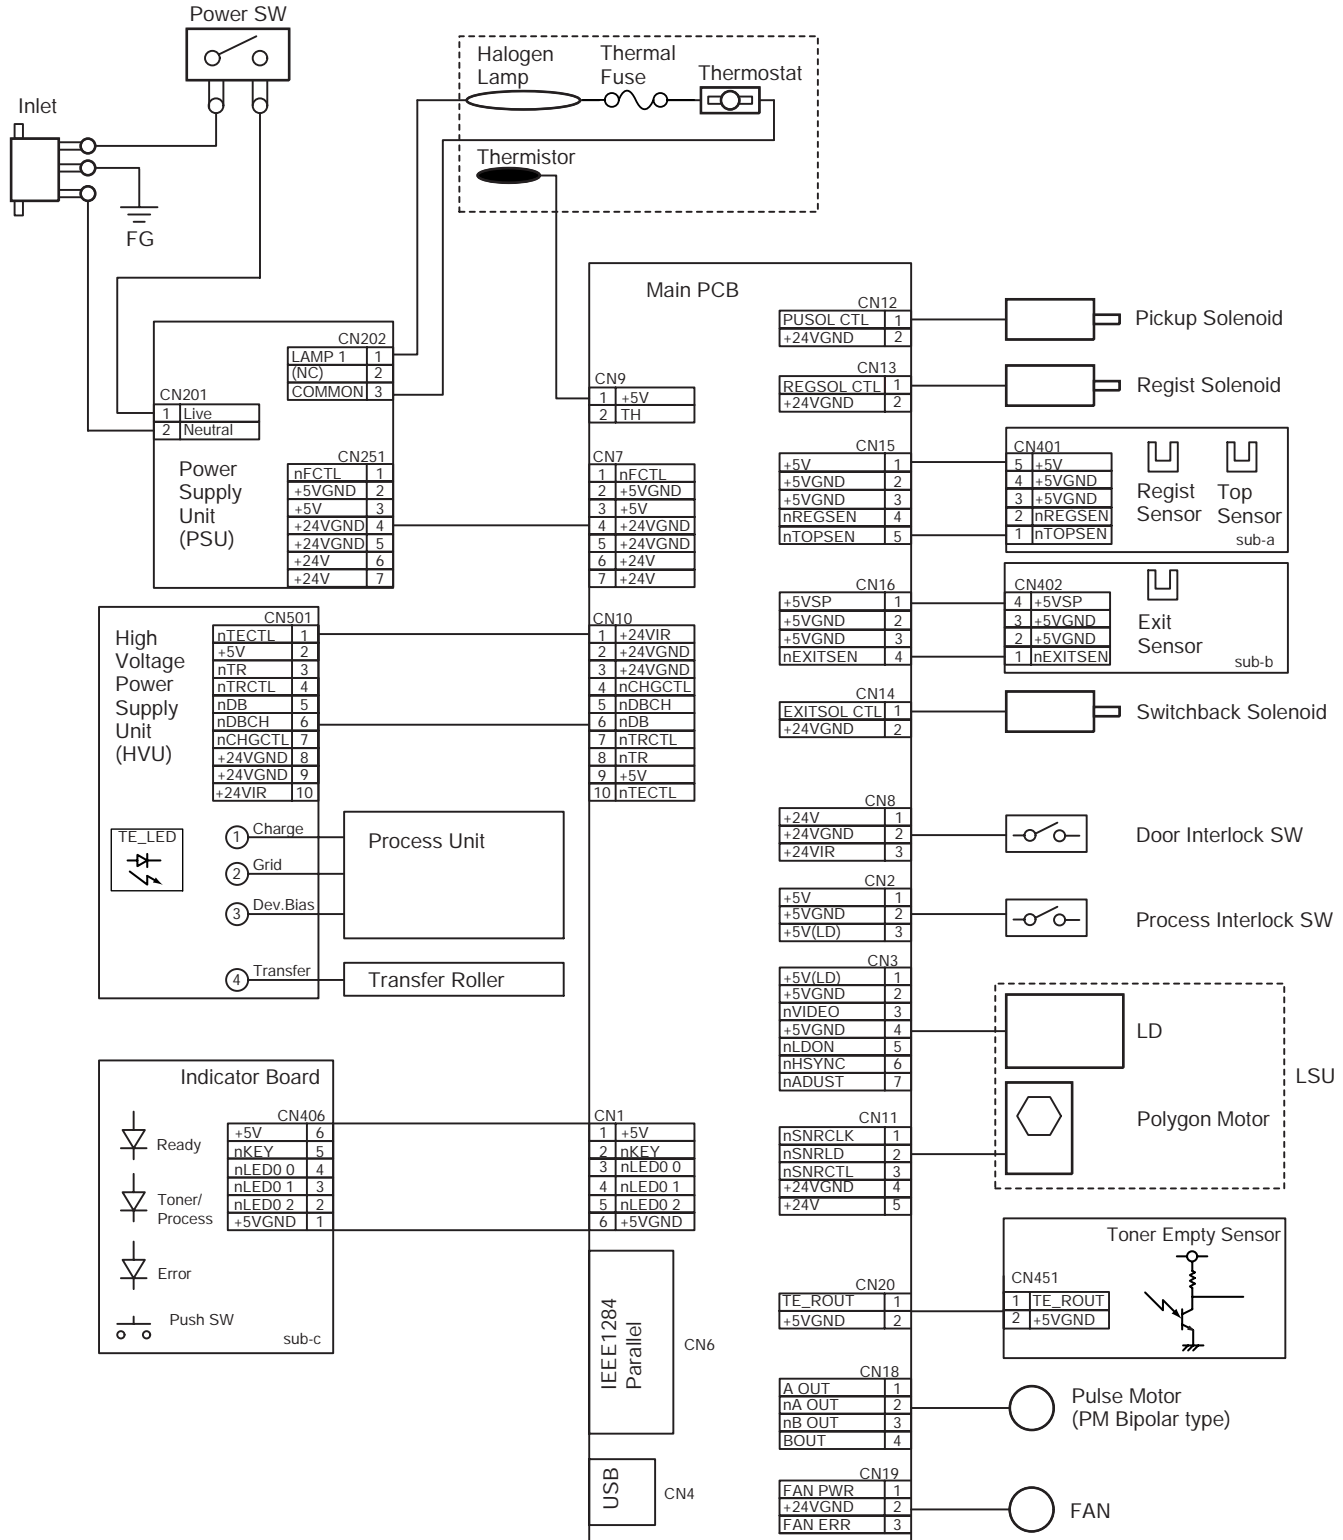 Power SW
Inlet
FG
Halogen
Lamp
Thermal
Fuse
Thermostat
Thermistor
Main PCB
CN202
LAMP 1 1
(NC) 2
COMMON 3
CN201
1 Live
2 Neutral
CN251
nFCTL 1
+5VGND 2
+5V 3
+24VGND 4
+24VGND 5
+24V 6
+24V 7
Power
Supply
Unit
(PSU)
CN9
1 +5V
2 TH
CN7
1 nFCTL
2 +5VGND
3 +5V
4 +24VGND
5 +24VGND
6 +24V
7 +24V
High
Voltage
Power
Supply
Unit
(HVU)
CN501
nTECTL 1
+5V 2
nTR 3
nTRCTL 4
nDB 5
nDBCH 6
nCHGCTL 7
+24VGND 8
+24VGND 9
+24VIR 10
CN10
1 +24VIR
2 +24VGND
3 +24VGND
4 nCHGCTL
5 nDBCH
6 nDB
7 nTRCTL
8 nTR
9 +5V
10 nTECTL
TE_LED
1 Charge
2 Grid
3 Dev.Bias
4 Transfer
Process Unit
Transfer Roller
Indicator Board
Ready
Toner/
Process
Error
Push SW
sub-c
CN406
+5V 6
nKEY 5
nLED0 0 4
nLED0 1 3
nLED0 2 2
+5VGND 1
CN1
1 +5V
2 nKEY
3 nLED0 0
4 nLED0 1
5 nLED0 2
6 +5VGND
IEEE1284
Parallel
CN6
USB
CN4
CN12
PUSOL CTL 1
+24VGND 2
Pickup Solenoid
CN13
REGSOL CTL 1
+24VGND 2
Regist Solenoid
CN15
+5V 1
+5VGND 2
+5VGND 3
nREGSEN 4
nTOPSEN 5
CN401
5 +5V
4 +5VGND
3 +5VGND
2 nREGSEN
1 nTOPSEN
Regist
Sensor
Top
Sensor
sub-a
CN16
+5VSP 1
+5VGND 2
+5VGND 3
nEXITSEN 4
CN402
4 +5VSP
3 +5VGND
2 +5VGND
1 nEXITSEN
Exit
Sensor
sub-b
CN14
EXITSOL CTL 1
+24VGND 2
Switchback Solenoid
CN8
+24V 1
+24VGND 2
+24VIR 3
Door Interlock SW
CN2
+5V 1
+5VGND 2
+5V(LD) 3
Process Interlock SW
CN3
+5V(LD) 1
+5VGND 2
nVIDEO 3
+5VGND 4
nLDON 5
nHSYNC 6
nADUST 7
LD
LSU
Polygon Motor
CN11
nSNRCLK 1
nSNRLD 2
nSNRCTL 3
+24VGND 4
+24V 5
Toner Empty Sensor
CN20
TE_ROUT 1
+5VGND 2
CN451
1 TE_ROUT
2 +5VGND
CN18
A OUT 1
nA OUT 2
nB OUT 3
BOUT 4
Pulse Motor
(PM Bipolar type)
CN19
FAN PWR 1
+24VGND 2
FAN ERR 3
FAN